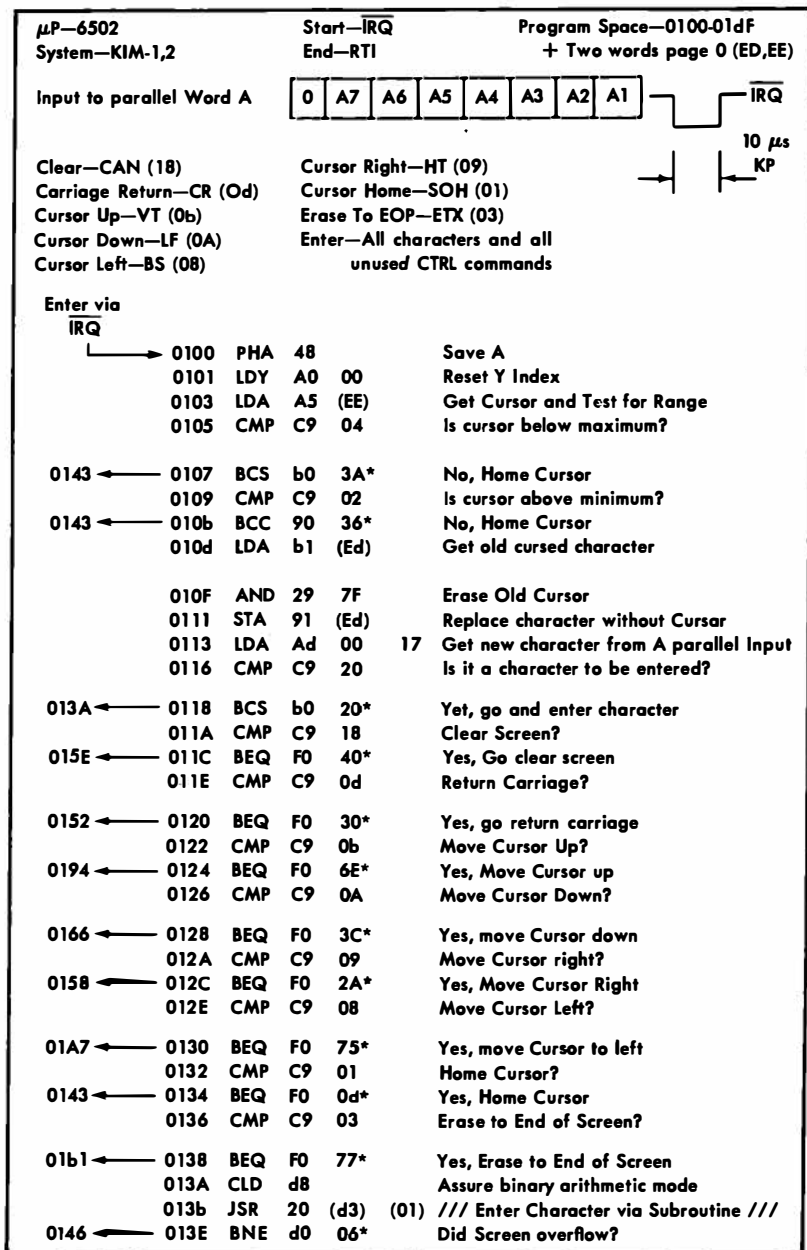 μP—6502 Start—IRQ Program Space—0100-01dF
System—KIM-1,2 End—RTI + Two words page 0 (ED,EE)
Input to parallel Word A 0 A7 A6 A5 A4 A3 A2 A1 IRQ
10 μs
KP
Clear—CAN (18) Cursor Right—HT (09)
Carriage Return—CR (Od) Cursor Home—SOH (01)
Cursor Up—VT (0b) Erase To EOP—ETX (03)
Cursor Down—LF (0A) Enter—All characters and all
Cursor Left—BS (08) unused CTRL commands
Enter via
IRQ
0100 PHA 48 Save A
0101 LDY A0 00 Reset Y Index
0103 LDA A5 (EE) Get Cursor and Test for Range
0105 CMP C9 04 Is cursor below maximum?
0143 0107 BCS b0 3A* No, Home Cursor
0109 CMP C9 02 Is cursor above minimum?
0143 010b BCC 90 36* No, Home Cursor
010d LDA b1 (Ed) Get old cursed character
010F AND 29 7F Erase Old Cursor
0111 STA 91 (Ed) Replace character without Cursar
0113 LDA Ad 00 17 Get new character from A parallel Input
0116 CMP C9 20 Is it a character to be entered?
013A 0118 BCS b0 20* Yet, go and enter character
011A CMP C9 18 Clear Screen?
015E 011C BEQ F0 40* Yes, Go clear screen
011E CMP C9 0d Return Carriage?
0152 0120 BEQ F0 30* Yes, go return carriage
0122 CMP C9 0b Move Cursor Up?
0194 0124 BEQ F0 6E* Yes, Move Cursor up
0126 CMP C9 0A Move Cursor Down?
0166 0128 BEQ F0 3C* Yes, move Cursor down
012A CMP C9 09 Move Cursor right?
0158 012C BEQ F0 2A* Yes, Move Cursor Right
012E CMP C9 08 Move Cursor Left?
01A7 0130 BEQ F0 75* Yes, move Cursor to left
0132 CMP C9 01 Home Cursor?
0143 0134 BEQ F0 0d* Yes, Home Cursor
0136 CMP C9 03 Erase to End of Screen?
01b1 0138 BEQ F0 77* Yes, Erase to End of Screen
013A CLD d8 Assure binary arithmetic mode
013b JSR 20 (d3) (01) /// Enter Character via Subroutine ///
0146 013E BNE d0 06* Did Screen overflow?